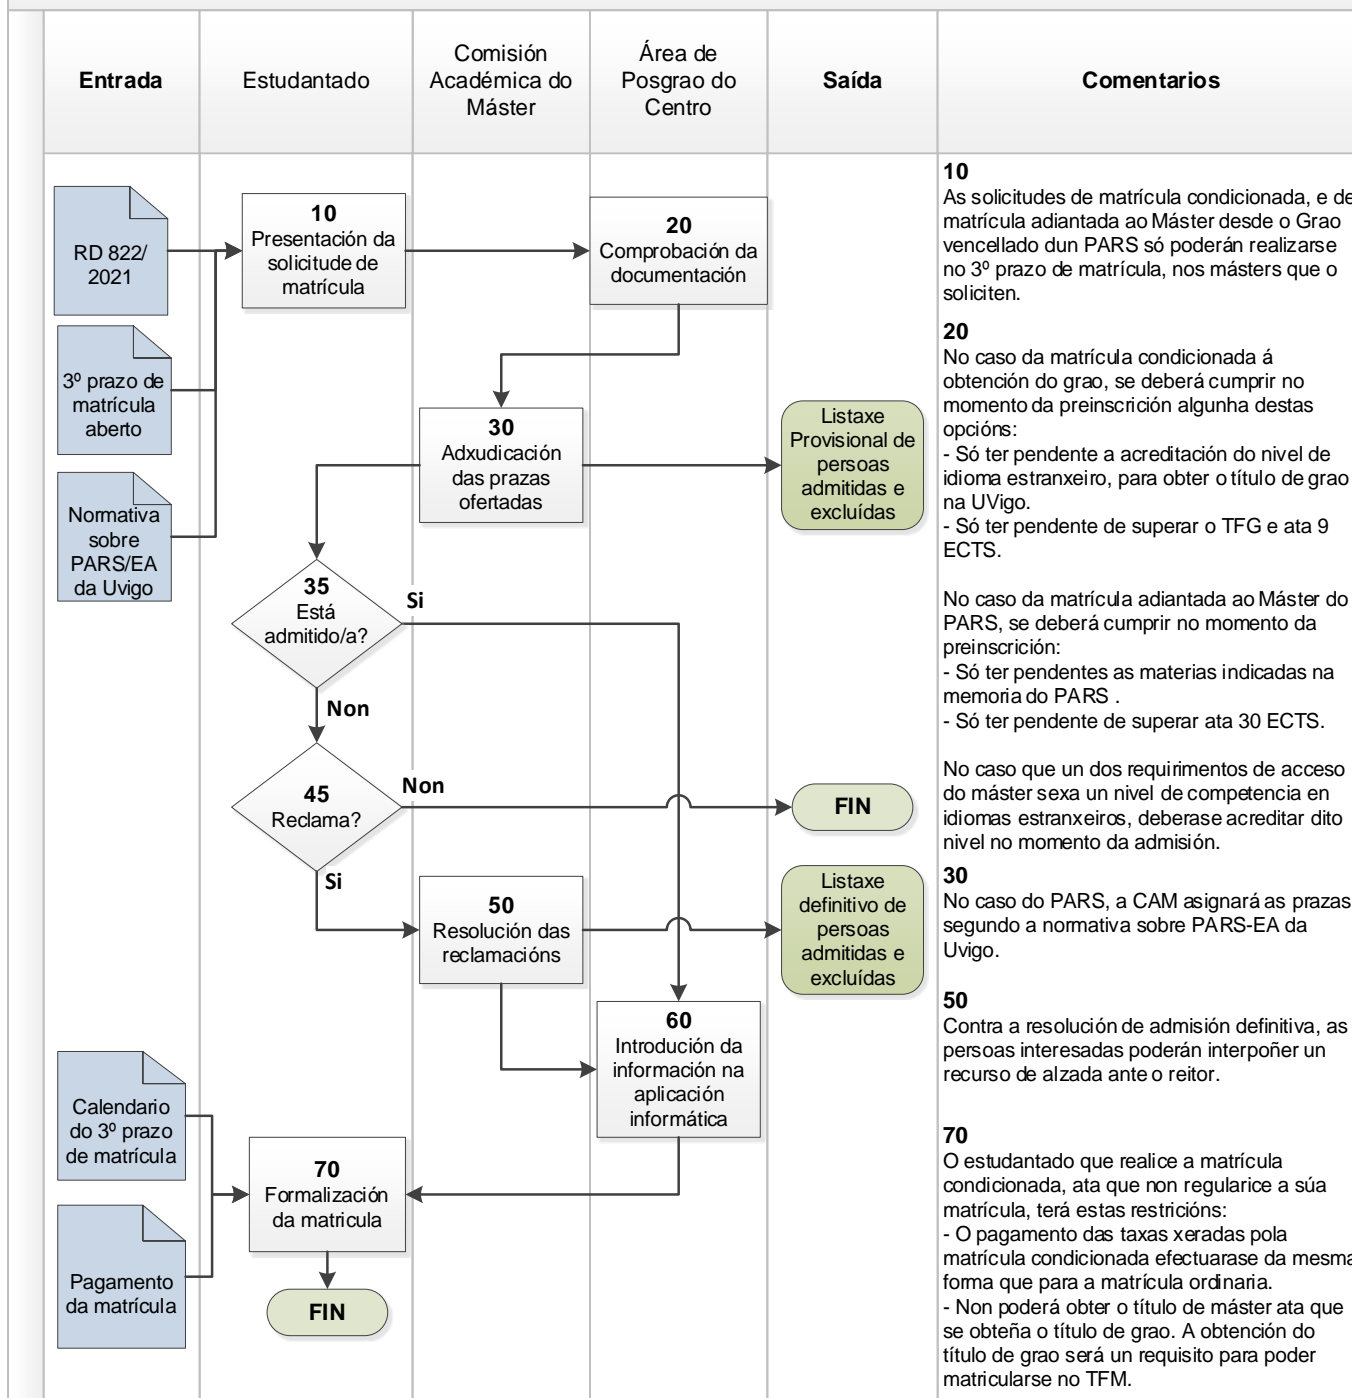 Entrada
Estudantado
Comisión
Académica do
Máster
Área de
Posgrao do
Centro
Saída
Comentarios
RD 822/
2021
3º prazo de
matrícula
aberto
Normativa
sobre
PARS/EA
da Uvigo
10
Presentación da
solicitude de
matrícula
20
Comprobación da
documentación
30
Adxudicación
das prazas
ofertadas
Listaxe
Provisional de
persoas
admitidas e
excluídas
35
Está
admitido/a?
Si
Non
45
Reclama?
Non
Si
FIN
50
Resolución das
reclamacións
Listaxe
definitivo de
persoas
admitidas e
excluídas
60
Introdución da
información na
aplicación
informática
Calendario
do 3º prazo
de matrícula
Pagamento
da matrícula
70
Formalización
da matricula
FIN
10
As solicitudes de matrícula condicionada, e de
matrícula adiantada ao Máster desde o Grao
vencellado dun PARS só poderán realizarse
no 3º prazo de matrícula, nos másters que o
soliciten.
20
No caso da matrícula condicionada á
obtención do grao, se deberá cumprir no
momento da preinscrición algunha destas
opcións:
- Só ter pendente a acreditación do nivel de
idioma estranxeiro, para obter o título de grao
na UVigo.
- Só ter pendente de superar o TFG e ata 9
ECTS.
No caso da matrícula adiantada ao Máster do
PARS, se deberá cumprir no momento da
preinscrición:
- Só ter pendentes as materias indicadas na
memoria do PARS .
- Só ter pendente de superar ata 30 ECTS.
No caso que un dos requirimentos de acceso
do máster sexa un nivel de competencia en
idiomas estranxeiros, deberase acreditar dito
nivel no momento da admisión.
30
No caso do PARS, a CAM asignará as prazas
segundo a normativa sobre PARS-EA da
Uvigo.
50
Contra a resolución de admisión definitiva, as
persoas interesadas poderán interpoñer un
recurso de alzada ante o reitor.
70
O estudantado que realice a matrícula
condicionada, ata que non regularice a súa
matrícula, terá estas restricións:
- O pagamento das taxas xeradas pola
matrícula condicionada efectuarase da mesma
forma que para a matrícula ordinaria.
- Non poderá obter o título de máster ata que
se obteña o título de grao. A obtención do
título de grao será un requisito para poder
matricularse no TFM.